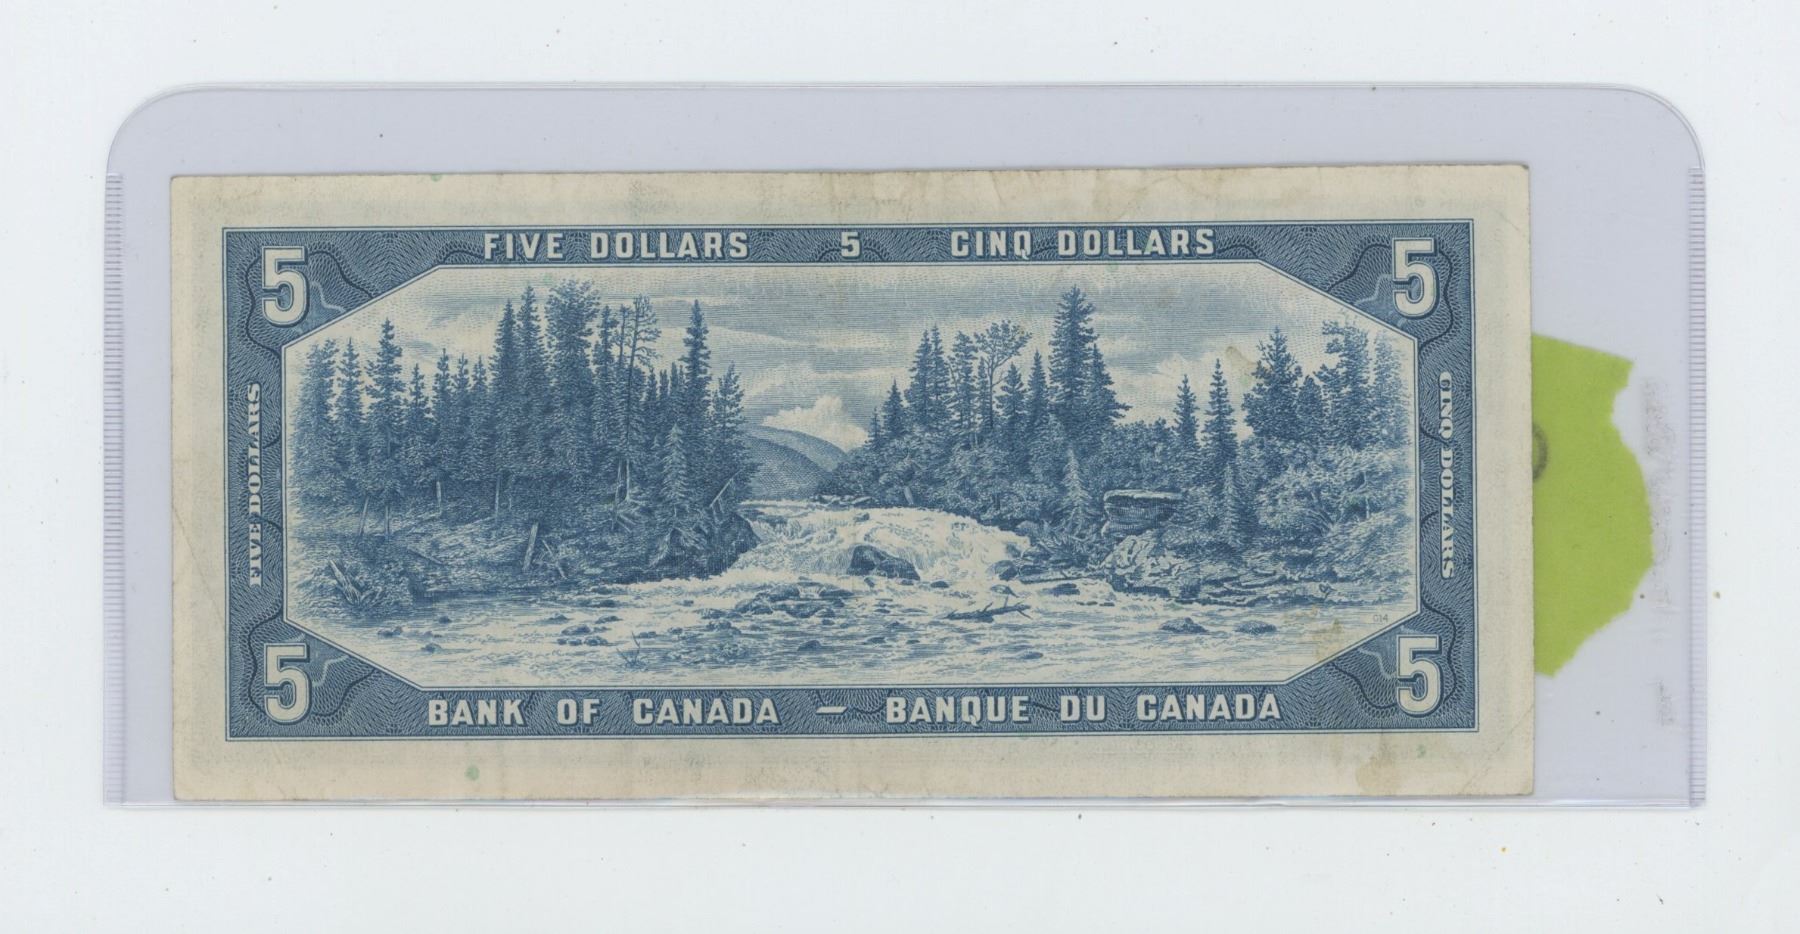 FIVE DOLLARS 5 CINQ DOLLARS
5 5
FIVE DOLLARS
CINQ DOLLARS
G14
5 5
BANK OF CANADA — BANQUE DU CANADA